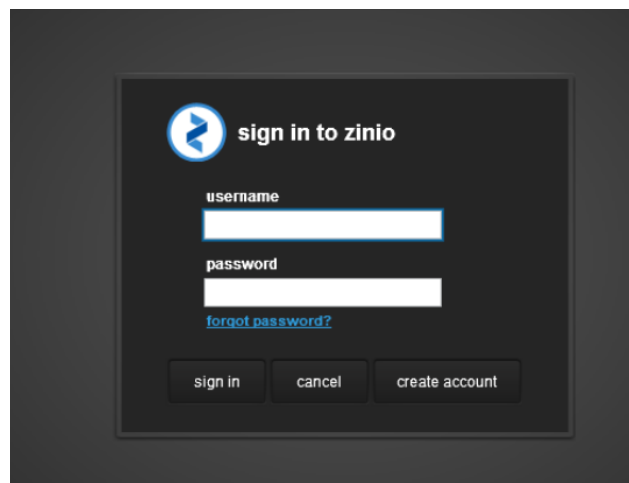 sign in to zinio
username
password
forgot password?
sign in cancel create account